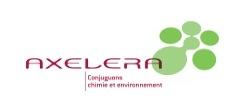 AXELERA
Conjuguons
chimie et environnement